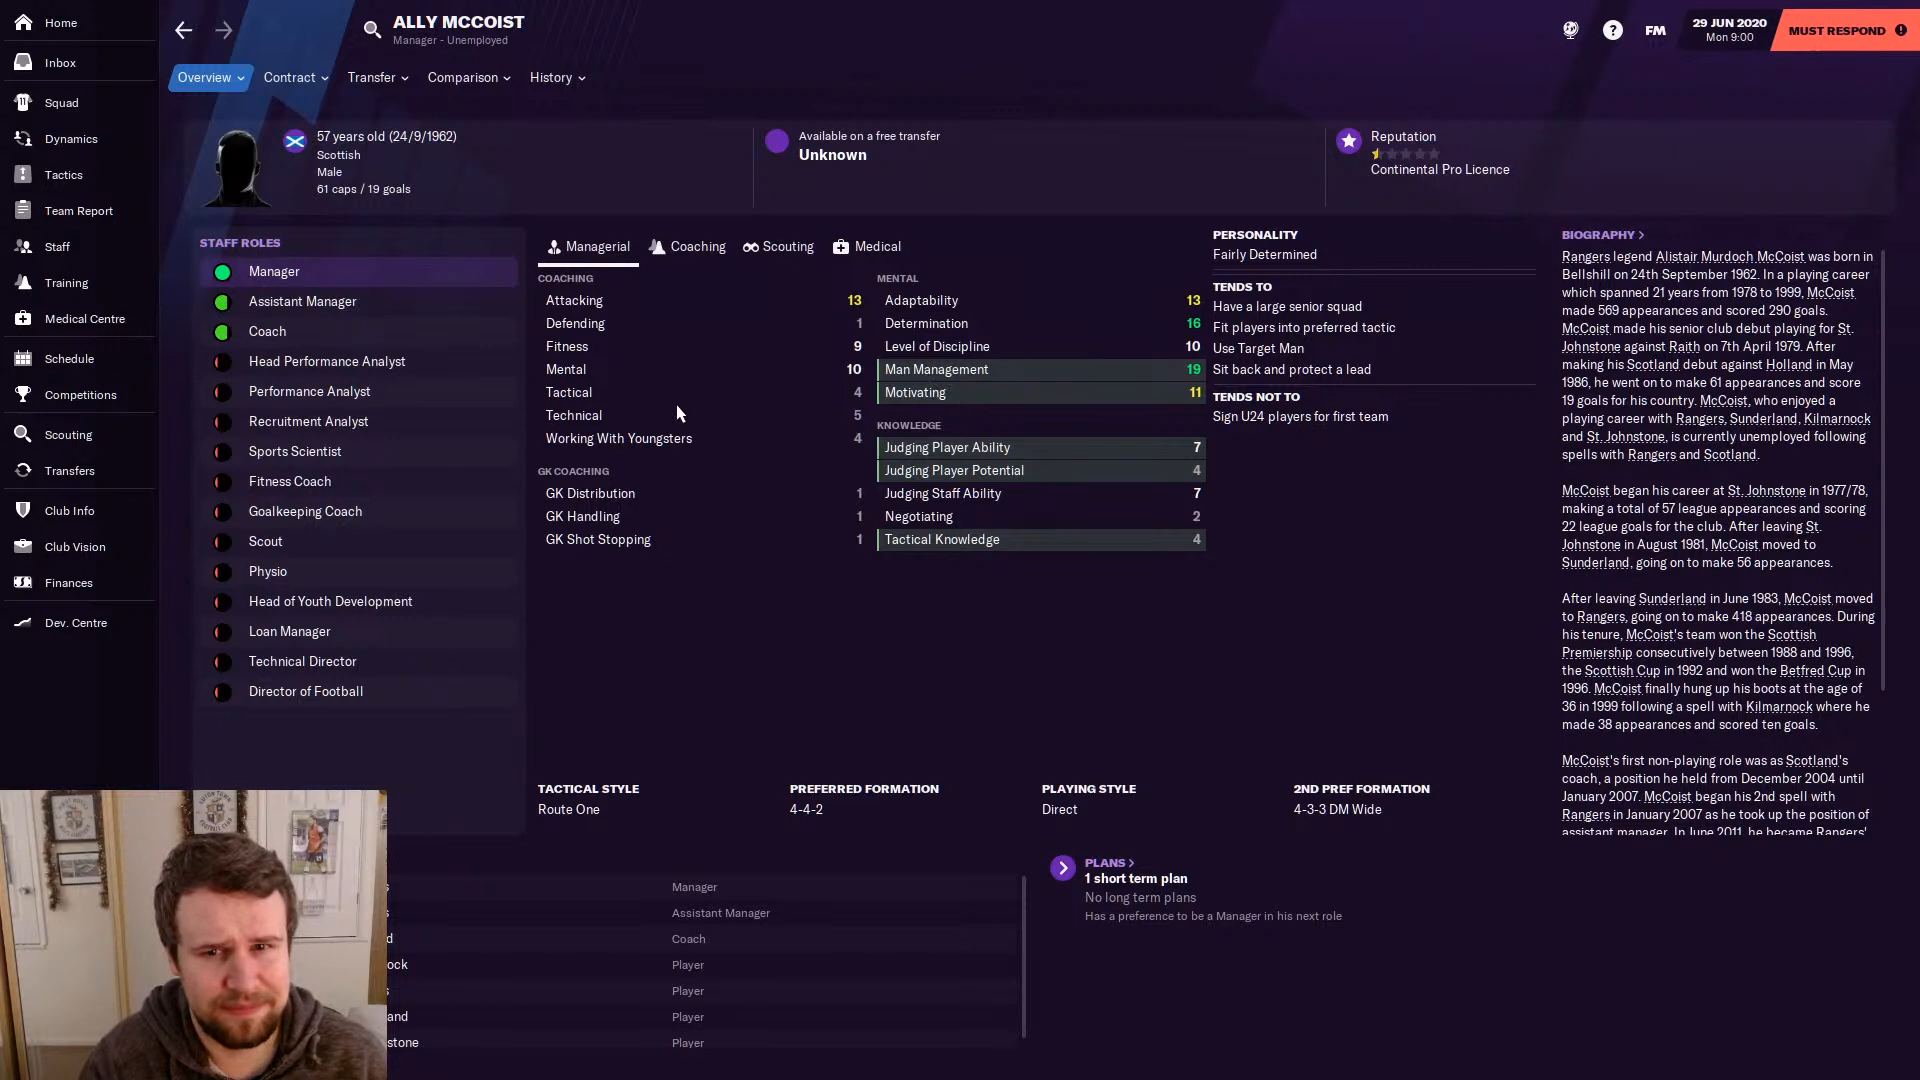 Home
Inbox
Squad
Dynamics
Tactics
Team Report
Staff
Training
Medical Centre
Schedule
Competitions
Scouting
Transfers
Club Info
Club Vision
Finances
Dev. Centre
ALLY MCCOIST
Manager - Unemployed
FM
29 JUN 2020
Mon 9:00
MUST RESPOND
Overview
Contract
Transfer
Comparison
History
57 years old (24/9/1962)
Scottish
Male
61 caps / 19 goals
Available on a free transfer
Unknown
Reputation
Continental Pro Licence
STAFF ROLES
Manager
Assistant Manager
Coach
Head Performance Analyst
Performance Analyst
Recruitment Analyst
Sports Scientist
Fitness Coach
Goalkeeping Coach
Scout
Physio
Head of Youth Development
Loan Manager
Technical Director
Director of Football
Managerial
Coaching
Scouting
Medical
COACHING
Attacking 13
Defending 1
Fitness 9
Mental 10
Tactical 4
Technical 5
Working With Youngsters 4
GK COACHING
GK Distribution 1
GK Handling 1
GK Shot Stopping 1
MENTAL
Adaptability 13
Determination 16
Level of Discipline 10
Man Management 19
Motivating 11
KNOWLEDGE
Judging Player Ability 7
Judging Player Potential 4
Judging Staff Ability 7
Negotiating 2
Tactical Knowledge 4
PERSONALITY
Fairly Determined
TENDS TO
Have a large senior squad
Fit players into preferred tactic
Use Target Man
Sit back and protect a lead
TENDS NOT TO
Sign U24 players for first team
BIOGRAPHY >
Rangers legend Alistair Murdoch McCoist was born in
Bellshill on 24th September 1962. In a playing career
which spanned 21 years from 1978 to 1999, McCoist
made 569 appearances and scored 290 goals.
McCoist made his senior club debut playing for St.
Johnstone against Raith on 7th April 1979. After
making his Scotland debut against Holland in May
1986, he went on to make 61 appearances and score
19 goals for his country. McCoist, who enjoyed a
playing career with Rangers, Sunderland, Kilmarnock
and St. Johnstone, is currently unemployed following
spells with Rangers and Scotland.
McCoist began his career at St. Johnstone in 1977/78,
making a total of 57 league appearances and scoring
22 league goals for the club. After leaving St.
Johnstone in August 1981, McCoist moved to
Sunderland, going on to make 56 appearances.
After leaving Sunderland in June 1983, McCoist moved
to Rangers, going on to make 418 appearances. During
his tenure, McCoist's team won the Scottish
Premiership consecutively between 1988 and 1996,
the Scottish Cup in 1992 and won the Betfred Cup in
1996. McCoist finally hung up his boots at the age of
36 in 1999 following a spell with Kilmarnock where he
made 38 appearances and scored ten goals.
McCoist's first non-playing role was as Scotland's
coach, a position he held from December 2004 until
January 2007. McCoist began his 2nd spell with
Rangers in January 2007 as he took up the position of
assistant manager. In June 2011, he became Rangers'
TACTICAL STYLE
Route One
PREFERRED FORMATION
4-4-2
PLAYING STYLE
Direct
2ND PREF FORMATION
4-3-3 DM Wide
s Manager
s Assistant Manager
d Coach
ock Player
s Player
and Player
stone Player
PLANS >
1 short term plan
No long term plans
Has a preference to be a Manager in his next role